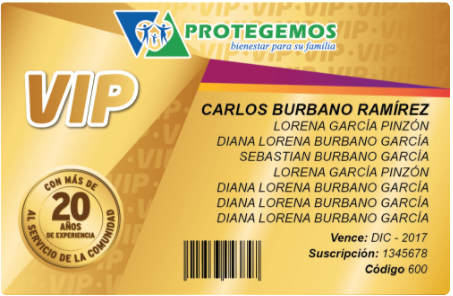 PROTEGEMOS
bienestar para su familia
VIP
CARLOS BURBANO RAMÍREZ
LORENA GARCÍA PINZÓN
DIANA LORENA BURBANO GARCÍA
SEBASTIAN BURBANO GARCÍA
LORENA GARCÍA PINZÓN
DIANA LORENA BURBANO GARCÍA
DIANA LORENA BURBANO GARCÍA
DIANA LORENA BURBANO GARCÍA
CON MÁS DE
20
AÑOS
DE EXPERIENCIA
AL SERVICIO DE LA COMUNIDAD
Vence: DIC - 2017
Suscripción: 1345678
Código 600